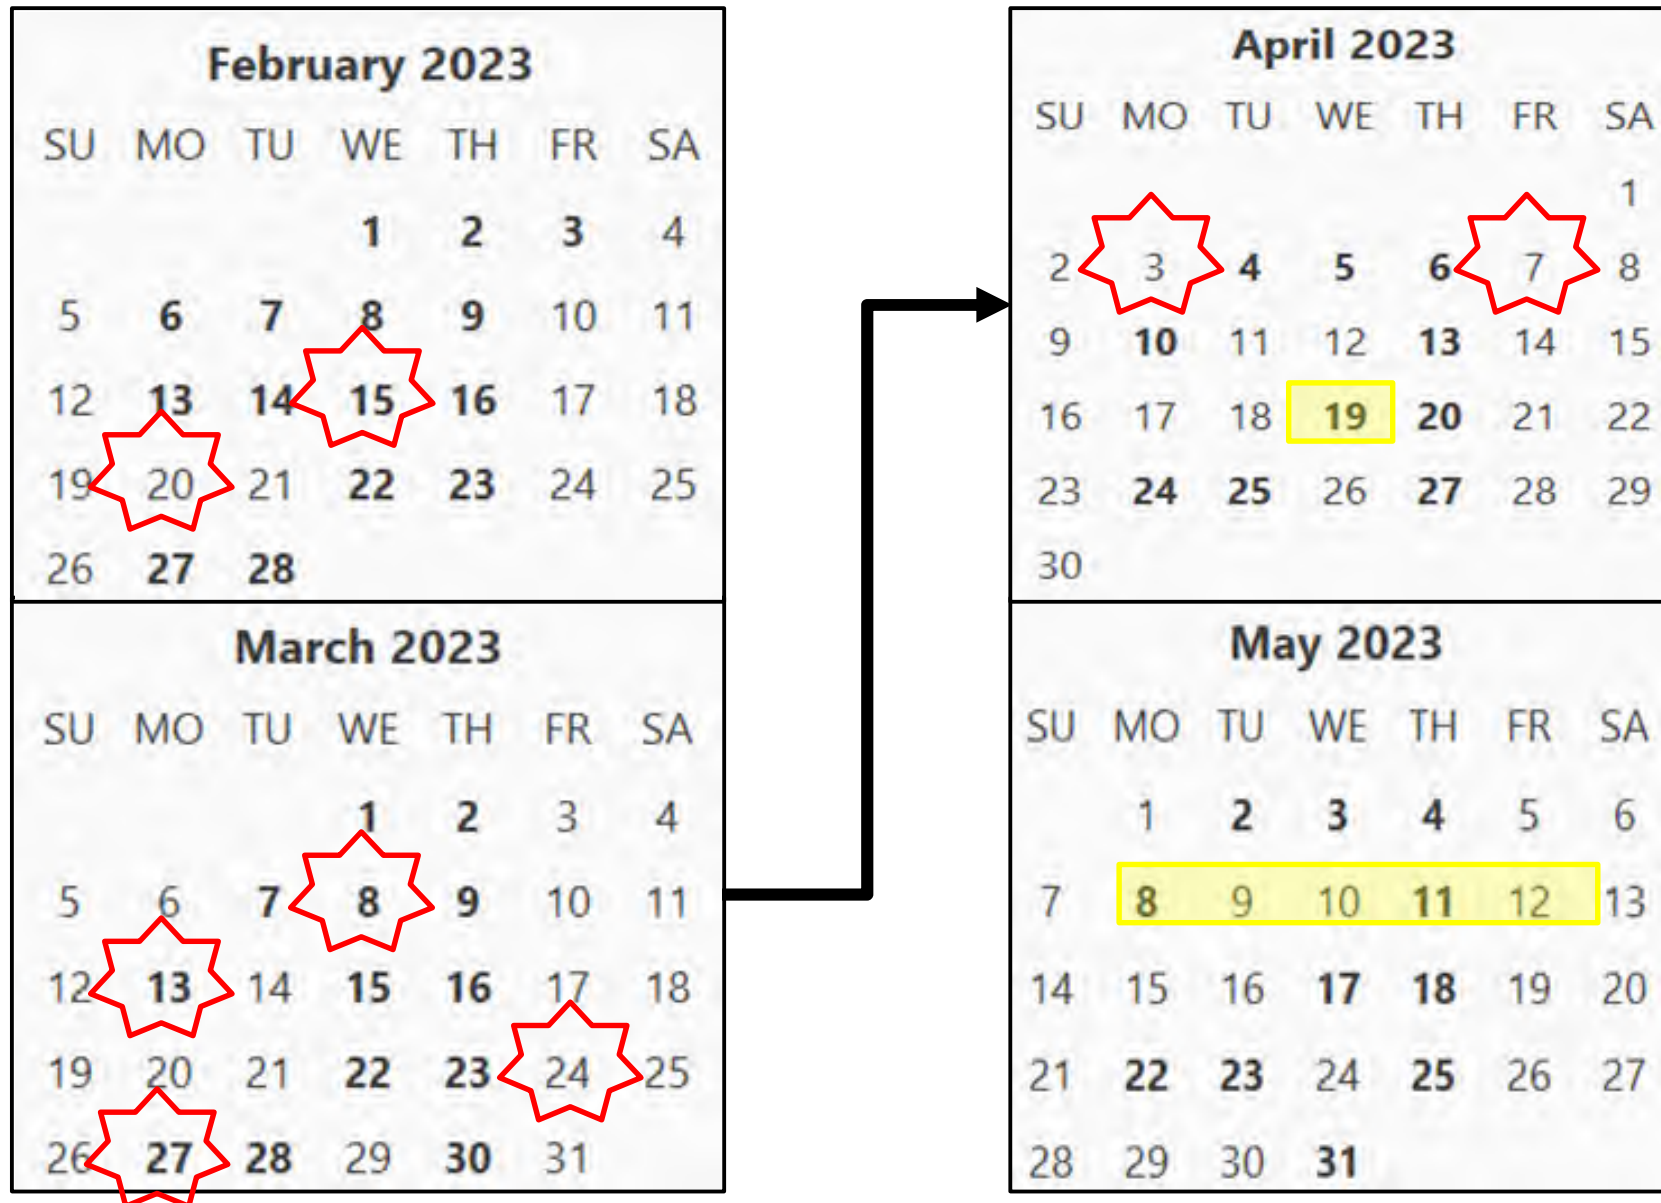 February 2023
SU MO TU WE TH FR SA
1 2 3 4
5 6 7 8 9 10 11
12 13 14 15 16 17 18
19 20 21 22 23 24 25
26 27 28
March 2023
SU MO TU WE TH FR SA
1 2 3 4
5 6 7 8 9 10 11
12 13 14 15 16 17 18
19 20 21 22 23 24 25
26 27 28 29 30 31
April 2023
SU MO TU WE TH FR SA
1
2 3 4 5 6 7 8
9 10 11 12 13 14 15
16 17 18 19 20 21 22
23 24 25 26 27 28 29
30
May 2023
SU MO TU WE TH FR SA
1 2 3 4 5 6
7 8 9 10 11 12 13
14 15 16 17 18 19 20
21 22 23 24 25 26 27
28 29 30 31